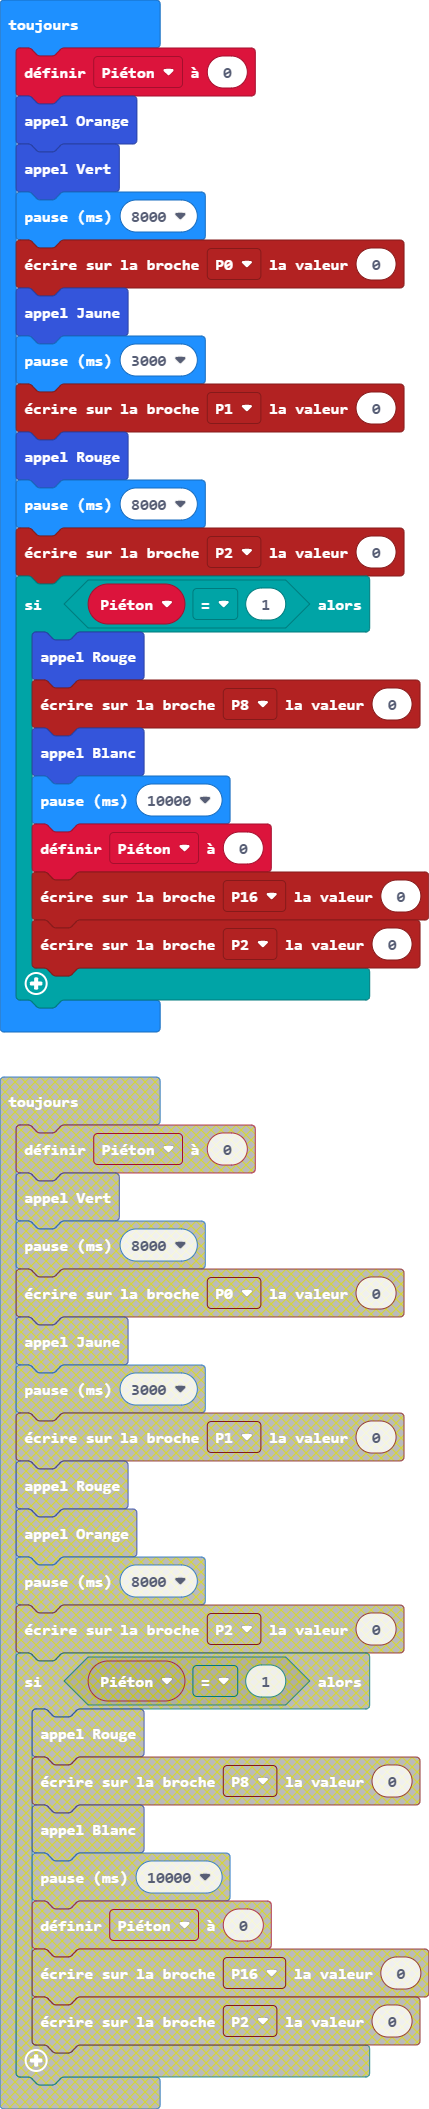 toujours
définir Piéton à 0
appel Orange
appel Vert
pause (ms) 8000
écrire sur la broche P0 la valeur 0
appel Jaune
pause (ms) 3000
écrire sur la broche P1 la valeur 0
appel Rouge
pause (ms) 8000
écrire sur la broche P2 la valeur 0
si Piéton = 1 alors
appel Rouge
écrire sur la broche P8 la valeur 0
appel Blanc
pause (ms) 10000
définir Piéton à 0
écrire sur la broche P16 la valeur 0
écrire sur la broche P2 la valeur 0
toujours
définir Piéton à 0
appel Vert
pause (ms) 8000
écrire sur la broche P0 la valeur 0
appel Jaune
pause (ms) 3000
écrire sur la broche P1 la valeur 0
appel Rouge
appel Orange
pause (ms) 8000
écrire sur la broche P2 la valeur 0
si Piéton = 1 alors
appel Rouge
écrire sur la broche P8 la valeur 0
appel Blanc
pause (ms) 10000
définir Piéton à 0
écrire sur la broche P16 la valeur 0
écrire sur la broche P2 la valeur 0